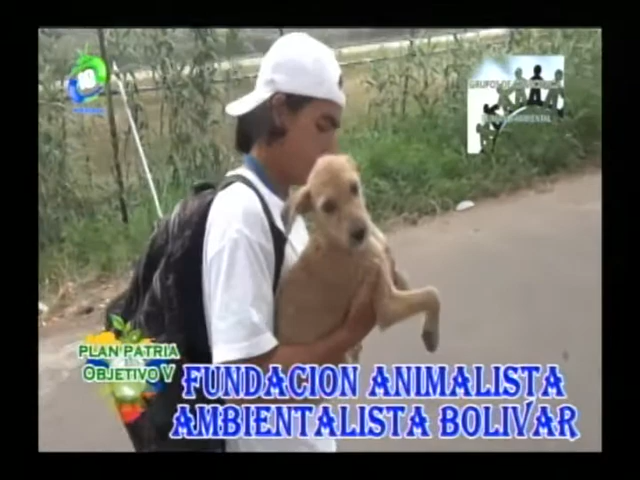 PLAN PATRIA
OBJETIVO V
FUNDACION ANIMALISTA
AMBIENTALISTA BOLIVAR